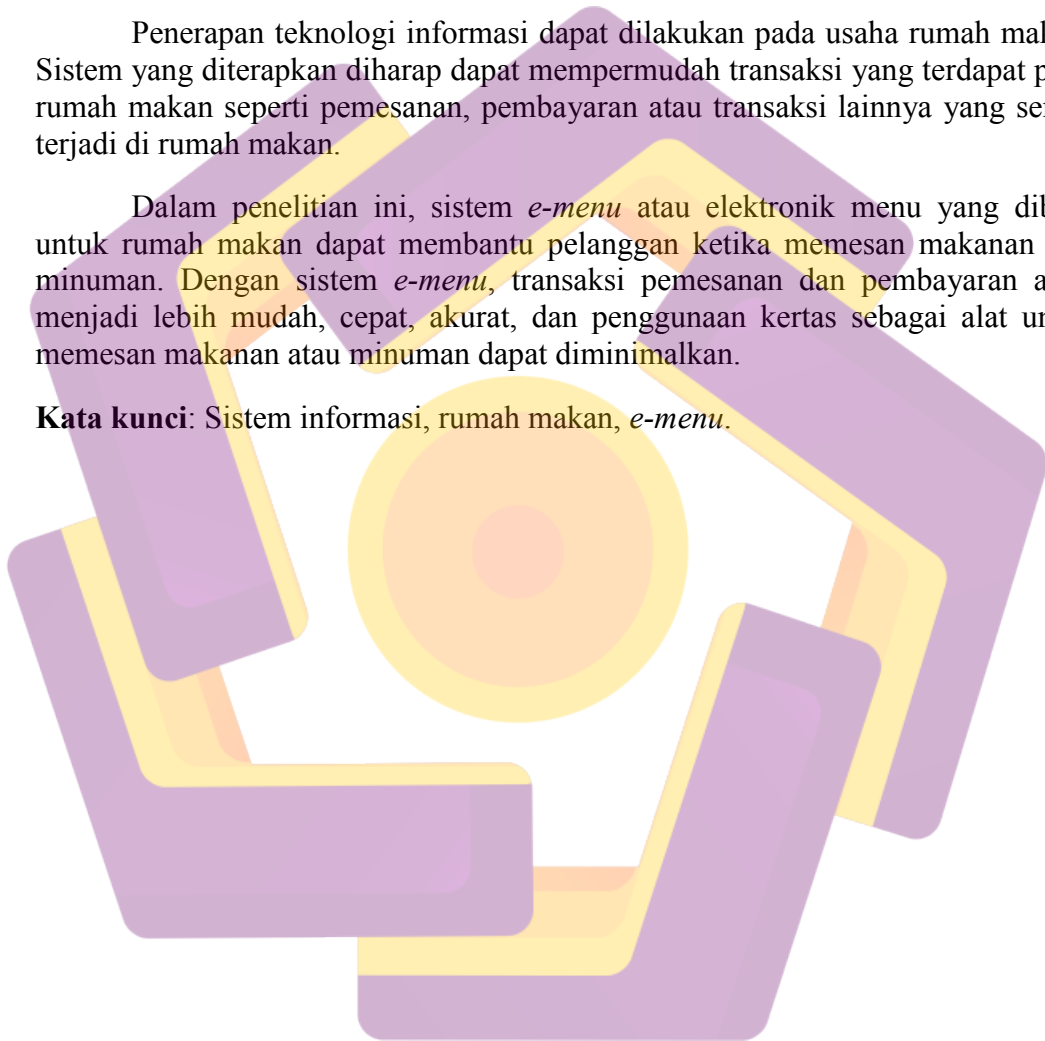 Penerapan teknologi informasi dapat dilakukan pada usaha rumah
Sistem yang diterapkan diharap dapat mempermudah transaksi yang terdapat
rumah makan seperti pemesanan, pembayaran atau transaksi lainnya yang
terjadi di rumah makan.
Dalam penelitian ini, sistem e-menu atau elektronik menu yang
untuk rumah makan dapat membantu pelanggan ketika memesan makanan
minuman. Dengan sistem e-menu, transaksi pemesanan dan pembayaran
menjadi lebih mudah, cepat, akurat, dan penggunaan kertas sebagai alat
memesan makanan atau minuman dapat diminimalkan.
Kata kunci: Sistem informasi, rumah makan, e-menu.